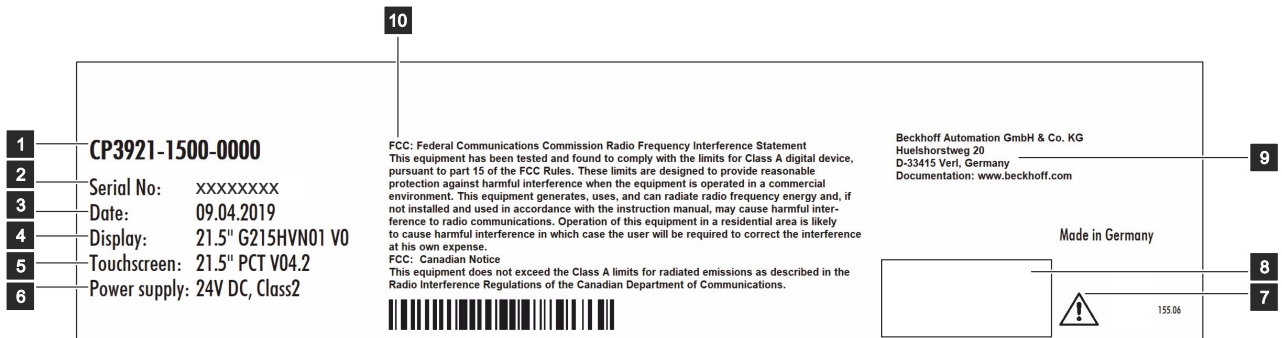 10
1
CP3921-1500-0000
2
Serial No: XXXXXXXX
3
Date: 09.04.2019
4
Display: 21.5" G215HVN01 V0
5
Touchscreen: 21.5" PCT V04.2
6
Power supply: 24V DC, Class2
FCC: Federal Communications Commission Radio Frequency Interference Statement
This equipment has been tested and found to comply with the limits for Class A digital device,
pursuant to part 15 of the FCC Rules. These limits are designed to provide reasonable
protection against harmful interference when the equipment is operated in a commercial
environment. This equipment generates, uses, and can radiate radio frequency energy and, if
not installed and used in accordance with the instruction manual, may cause harmful inter-
ference to radio communications. Operation of this equipment in a residential area is likely
to cause harmful interference in which case the user will be required to correct the interference
at his own expense.
FCC: Canadian Notice
This equipment does not exceed the Class A limits for radiated emissions as described in the
Radio Interference Regulations of the Canadian Department of Communications.
Beckhoff Automation GmbH & Co. KG
Huelshorstweg 20
D-33415 Verl, Germany
Documentation: www.beckhoff.com
9
Made in Germany
8
7
155.06